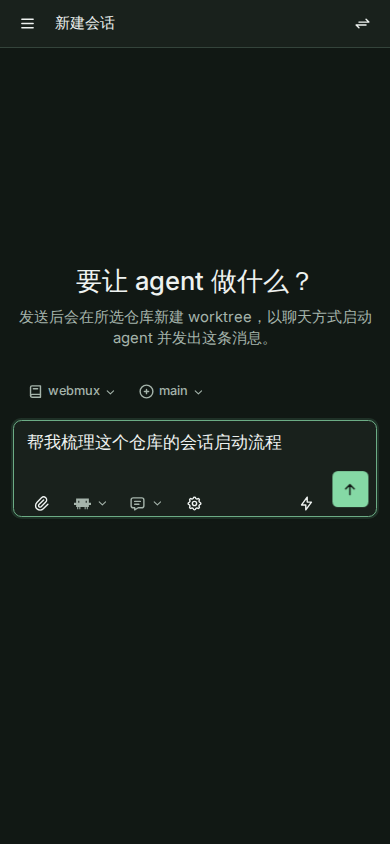 新建会话
要让 agent 做什么？
发送后会在所选仓库新建 worktree，以聊天方式启动
agent 并发出这条消息。
webmux
main
帮我梳理这个仓库的会话启动流程